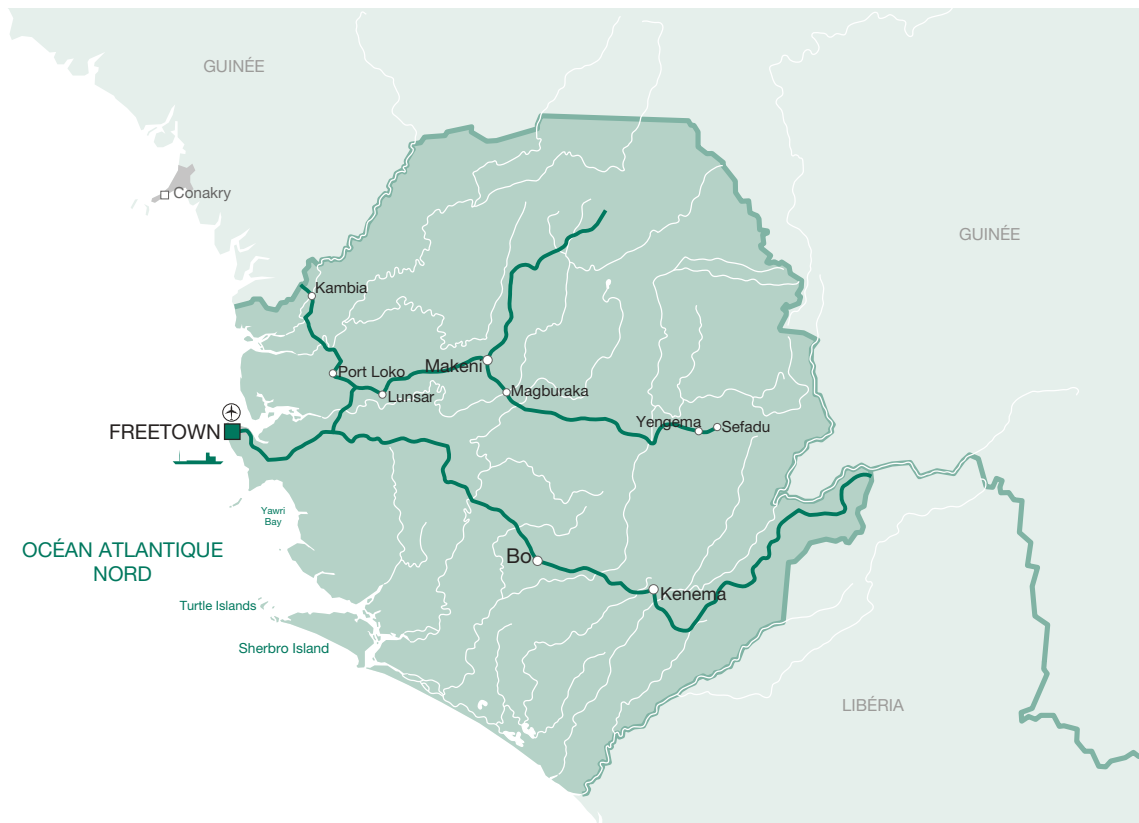 GUINÉE
Conakry
GUINÉE
Kambia
Makeni
Port Loko
Lunsar
Magburaka
Yengema
Sefadu
FREETOWN
Yawri
Bay
OCÉAN ATLANTIQUE
NORD
Bo
Kenema
Turtle Islands
Sherbro Island
LIBÉRIA